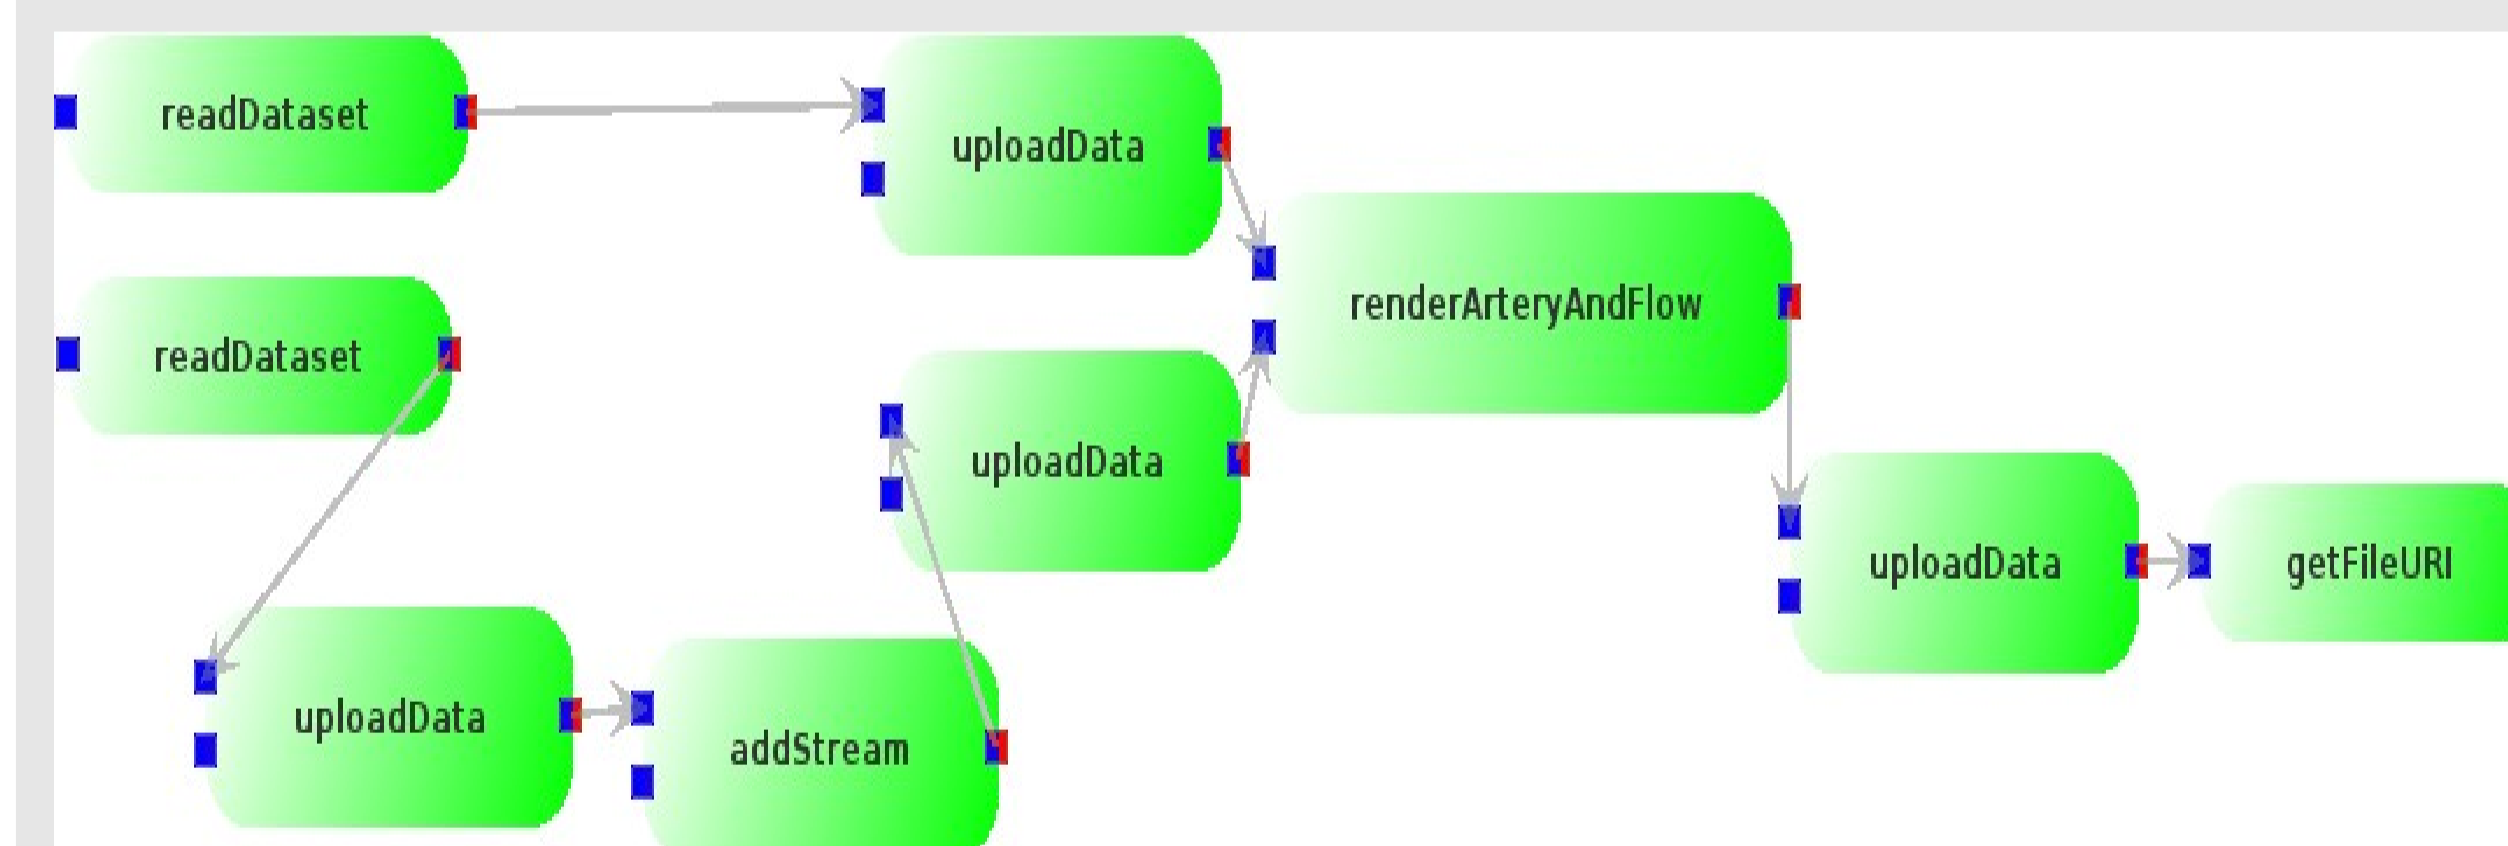 readDataset
uploadData
renderArteryAndFlow
readDataset
uploadData
uploadData
getFileURI
uploadData
addStream